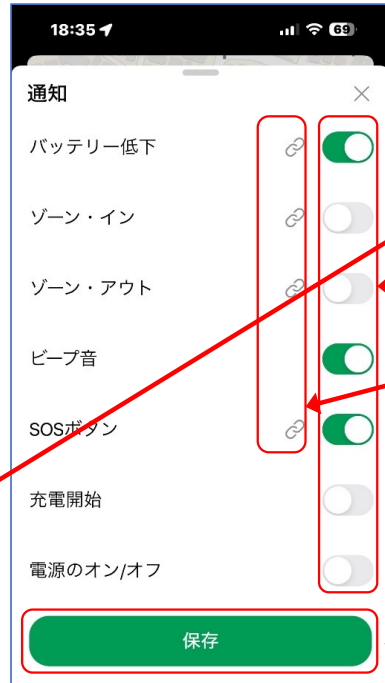 18:35
69
通知
バッテリー低下
ゾーン・イン
ゾーン・アウト
ビープ音
SOSボタン
充電開始
電源のオン/オフ
保存